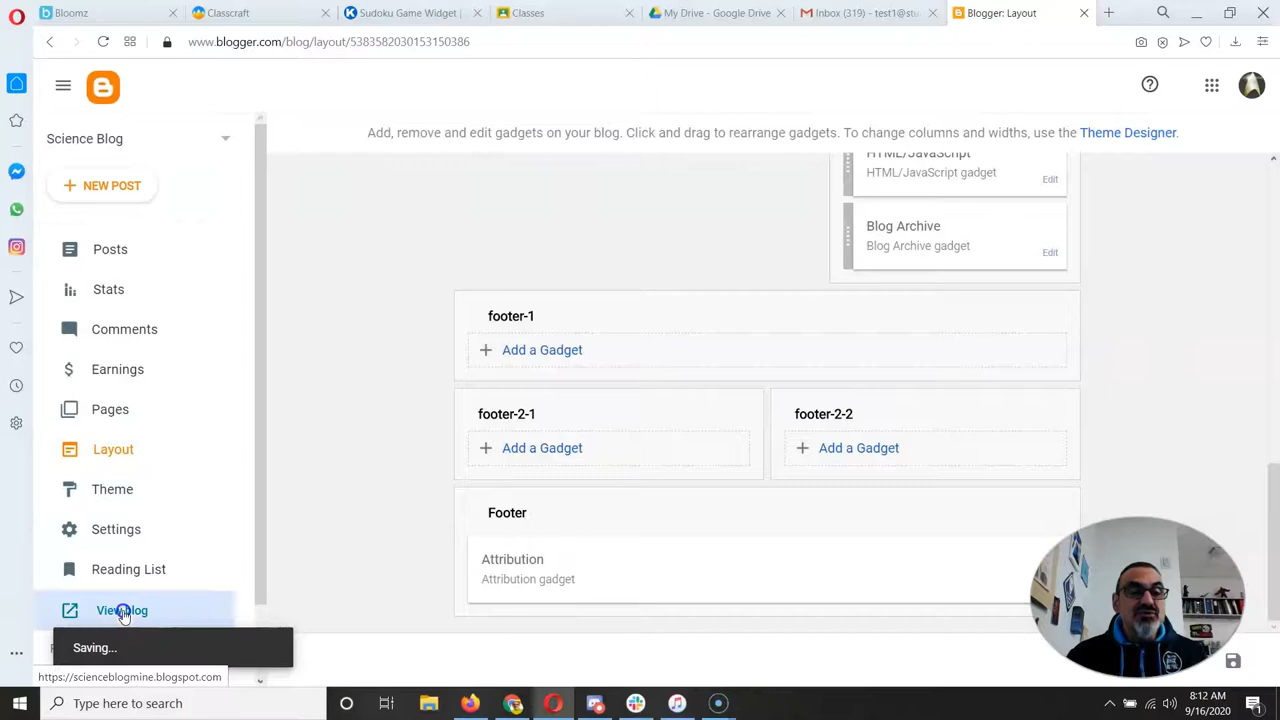 Bloomz
Classcraft
Sudoku Game Widget |
Classes
My Drive - Google Drive
Inbox (319) - test1@stu
Blogger: Layout
www.blogger.com/blog/layout/5383582030153150386
Science Blog
Add, remove and edit gadgets on your blog. Click and drag to rearrange gadgets. To change columns and widths, use the Theme Designer.
NEW POST
HTML/JavaScript
HTML/JavaScript gadget
Edit
Blog Archive
Blog Archive gadget
Edit
Posts
Stats
Comments
Earnings
Pages
Layout
Theme
Settings
Reading List
View blog
footer-1
Add a Gadget
footer-2-1
Add a Gadget
footer-2-2
Add a Gadget
Footer
Attribution
Attribution gadget
Saving...
https://scienceblogmine.blogspot.com
Type here to search
8:12 AM
9/16/2020